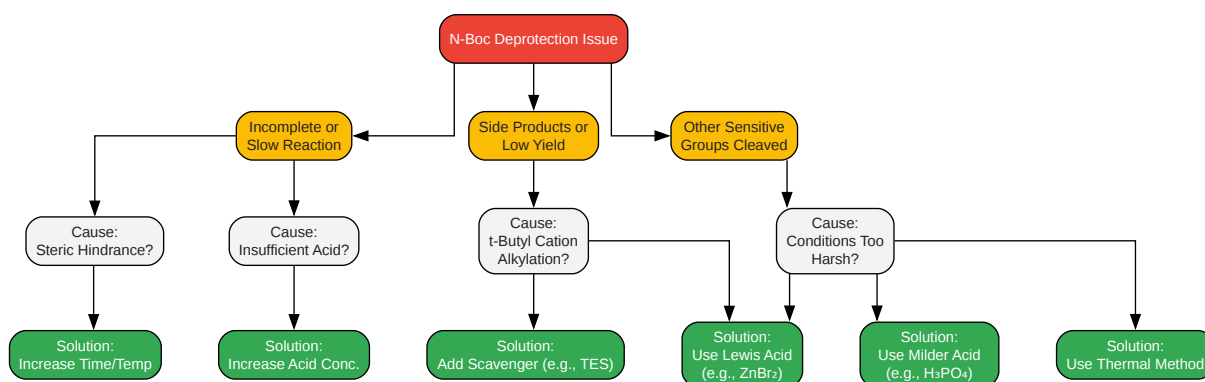 N-Boc Deprotection Issue
Incomplete or
Slow Reaction
Side Products or
Low Yield
Other Sensitive
Groups Cleaved
Cause:
Steric Hindrance?
Cause:
Insufficient Acid?
Cause:
t-Butyl Cation
Alkylation?
Cause:
Conditions Too
Harsh?
Solution:
Increase Time/Temp
Solution:
Increase Acid Conc.
Solution:
Add Scavenger (e.g., TES)
Solution:
Use Lewis Acid
(e.g., ZnBr₂)
Solution:
Use Milder Acid
(e.g., H₃PO₄)
Solution:
Use Thermal Method